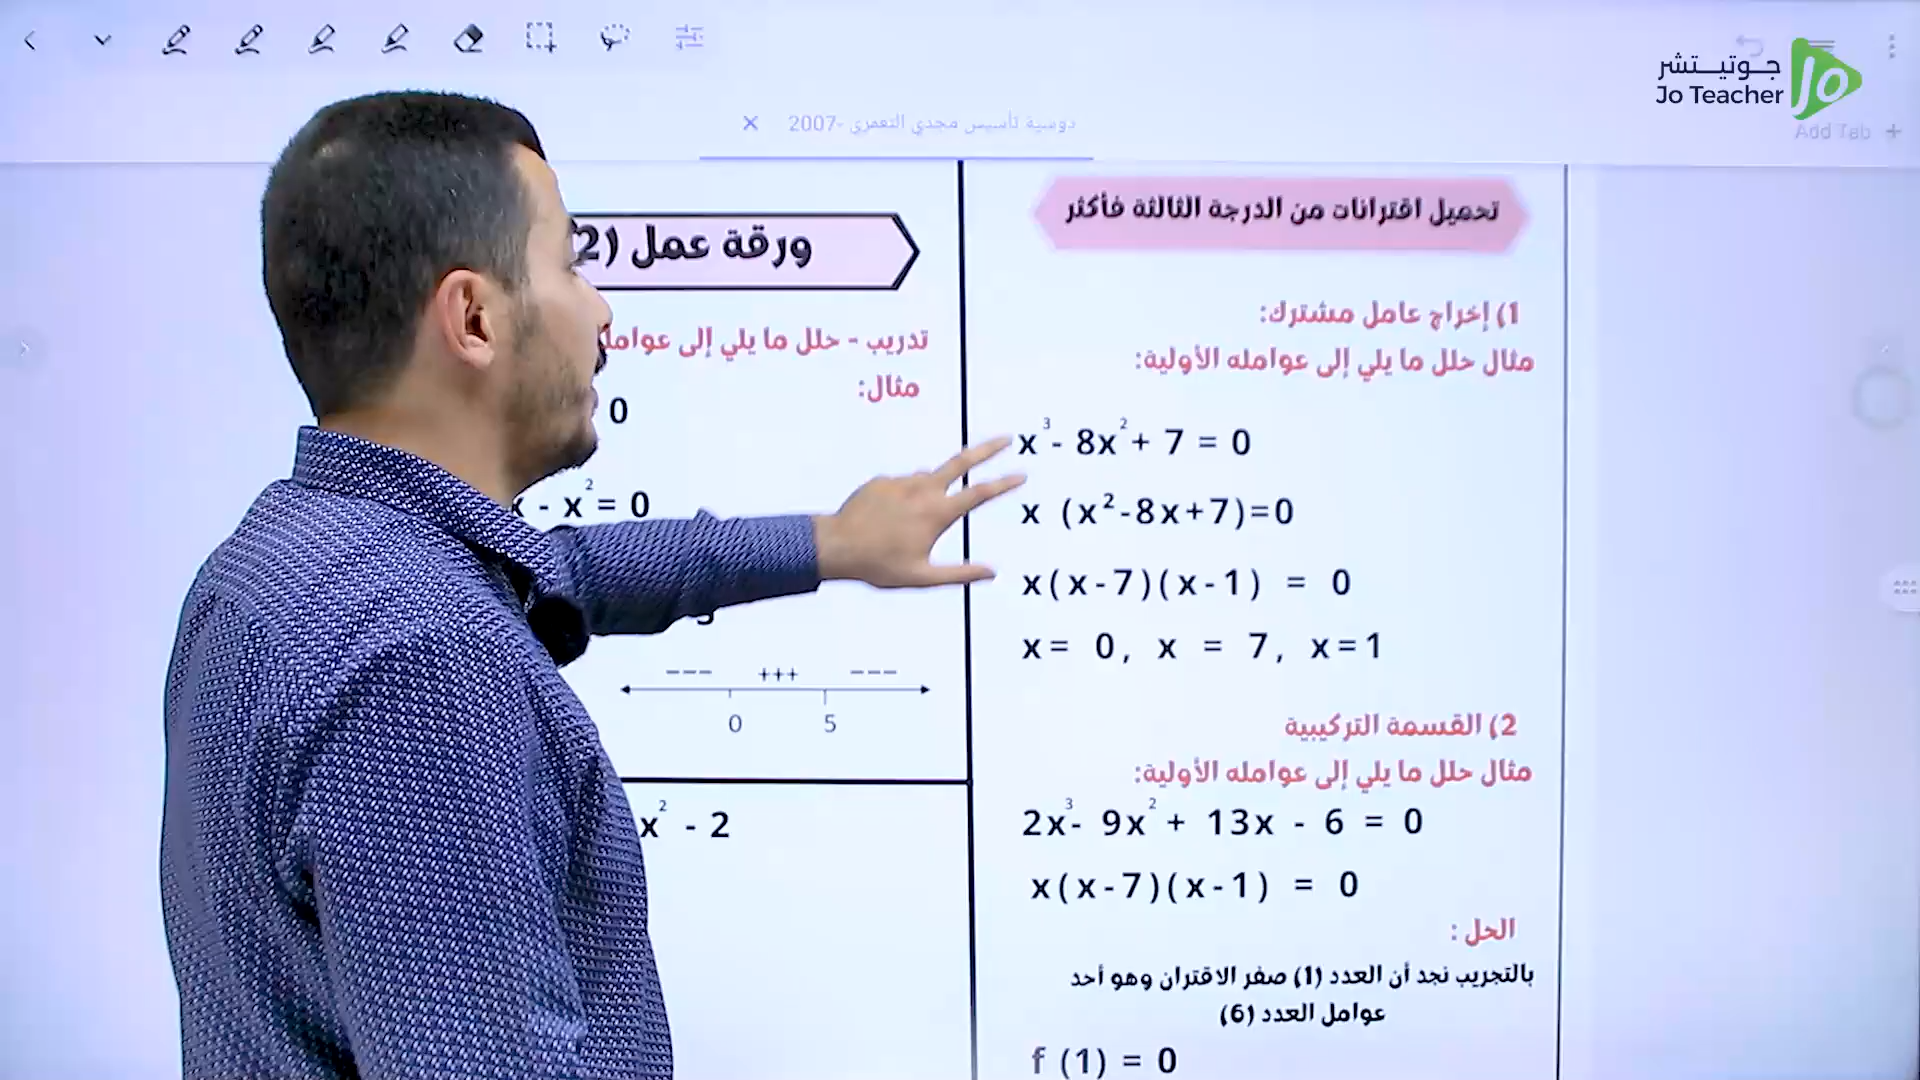 جـوتيـتشر
Jo Teacher
Add Tab
دوسية تأسيس مجدي التعمري -2007
تحميل اقترانات من الدرجة الثالثة فأكثر
1) إخراج عامل مشترك:
مثال حلل ما يلي إلى عوامله الأولية:
x³- 8x²+ 7 = 0
x (x²-8x+7)=0
x(x-7)(x-1) = 0
x= 0, x = 7, x=1
2) القسمة التركيبية
مثال حلل ما يلي إلى عوامله الأولية:
2x³- 9x²+ 13x - 6 = 0
x(x-7)(x-1) = 0
الحل :
بالتجريب نجد أن العدد (1) صفر الاقتران وهو أحد
عوامل العدد (6)
f (1) = 0
ورقة عمل (2
تدريب - حلل ما يلي إلى
مثال:
0
- x²= 0
--- +++ ---
0 5
x² - 2